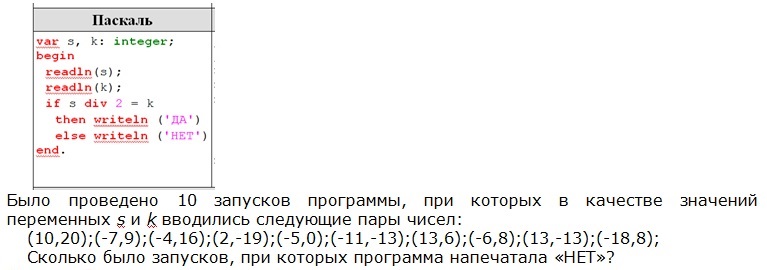 Паскаль
var s, k: integer;
begin
readln(s);
readln(k);
if s div 2 = k
then writeln ('ДА')
else writeln ('НЕТ')
end.
Было проведено 10 запусков программы, при которых в качестве значений
переменных s и k вводились следующие пары чисел:
(10,20);(-7,9);(-4,16);(2,-19);(-5,0);(-11,-13);(13,6);(-6,8);(13,-13);(-18,8);
Сколько было запусков, при которых программа напечатала «НЕТ»?